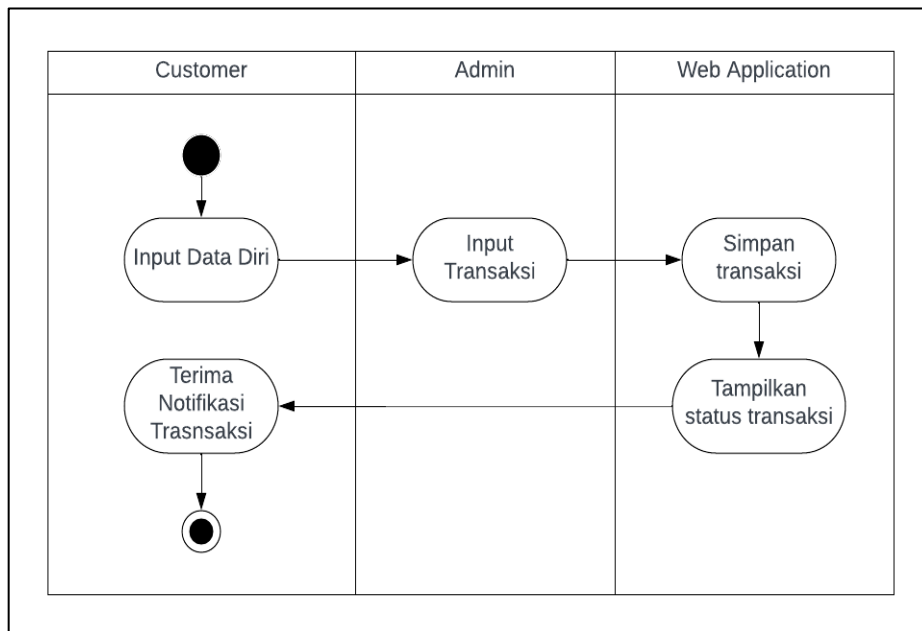 Customer
Admin
Web Application
Input Data Diri
Input
Transaksi
Simpan
transaksi
Terima
Notifikasi
Trasnsaksi
Tampilkan
status transaksi